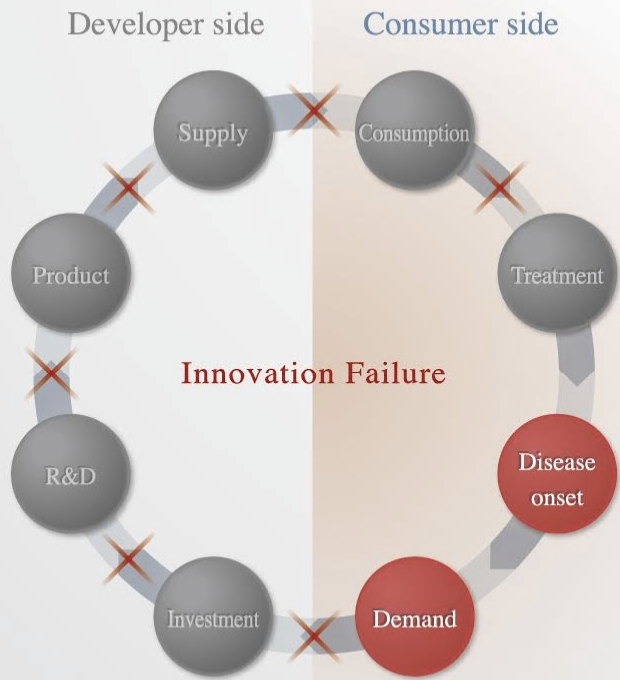 Developer side
Consumer side
Supply
Consumption
Product
Treatment
Innovation Failure
R&D
Disease
onset
Investment
Demand